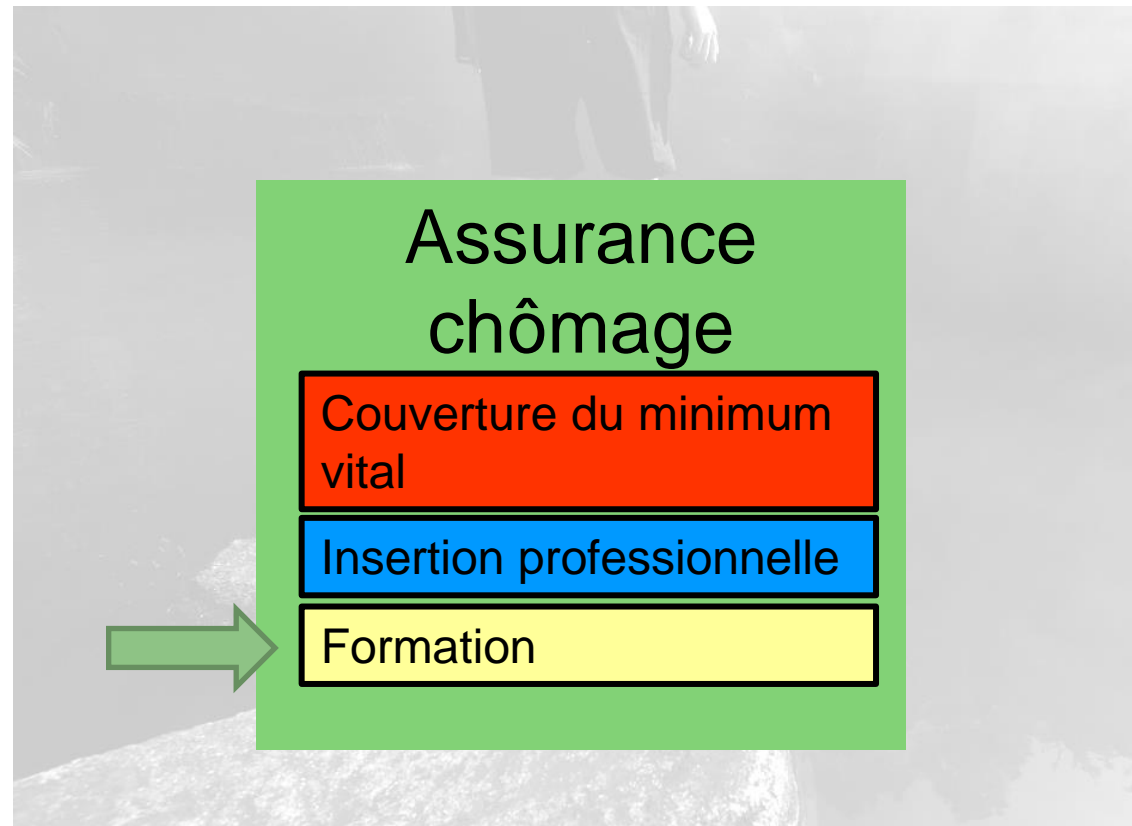 Assurance
chômage
Couverture du minimum
vital
Insertion professionnelle
Formation